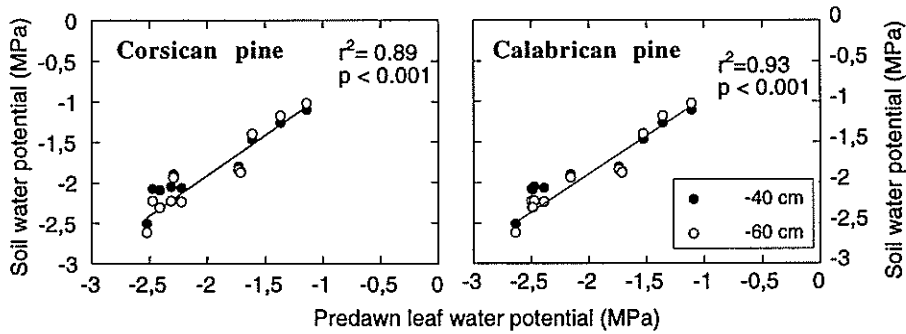 0
-0,5
-1
-1,5
-2
-2,5
-3
Soil water potential (MPa)
Corsican pine
r²= 0.89
p < 0.001
-3
-2,5
-2
-1,5
-1
-0,5
0
Calabrican pine
r²=0.93
p < 0.001
-40 cm
-60 cm
-3
-2,5
-2
-1,5
-1
-0,5
0
0
-0,5
-1
-1,5
-2
-2,5
-3
Soil water potential (MPa)
Predawn leaf water potential (MPa)